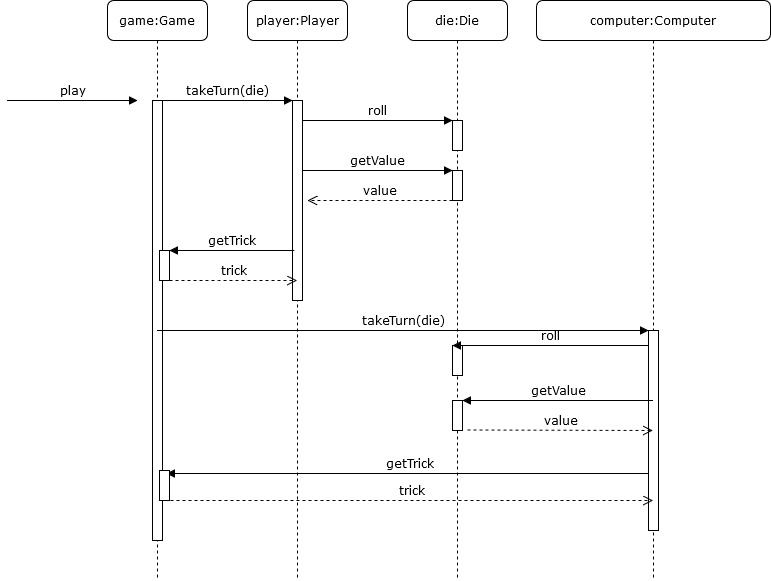 game:Game
player:Player
die:Die
computer:Computer
play
takeTurn(die)
roll
getValue
value
getTrick
trick
takeTurn(die)
roll
getValue
value
getTrick
trick